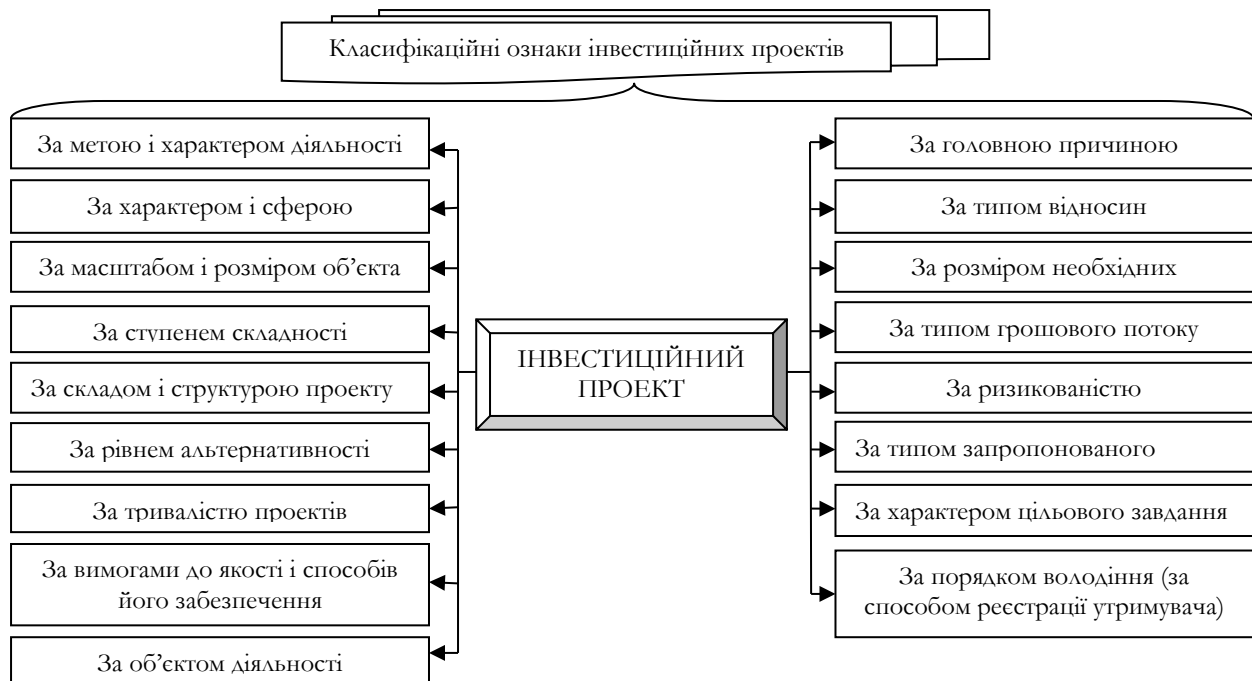 Класифікаційні ознаки інвестиційних проектів
За метою і характером діяльності
За характером і сферою
За масштабом і розміром об’єкта
За ступенем складності
За складом і структурою проекту
За рівнем альтернативності
За тривалістю проектів
За вимогами до якості і способів
його забезпечення
За об’єктом діяльності
ІНВЕСТИЦІЙНИЙ
ПРОЕКТ
За головною причиною
За типом відносин
За розміром необхідних
За типом грошового потоку
За ризикованістю
За типом запропонованого
За характером цільового завдання
За порядком володіння (за
способом реєстрації утримувача)